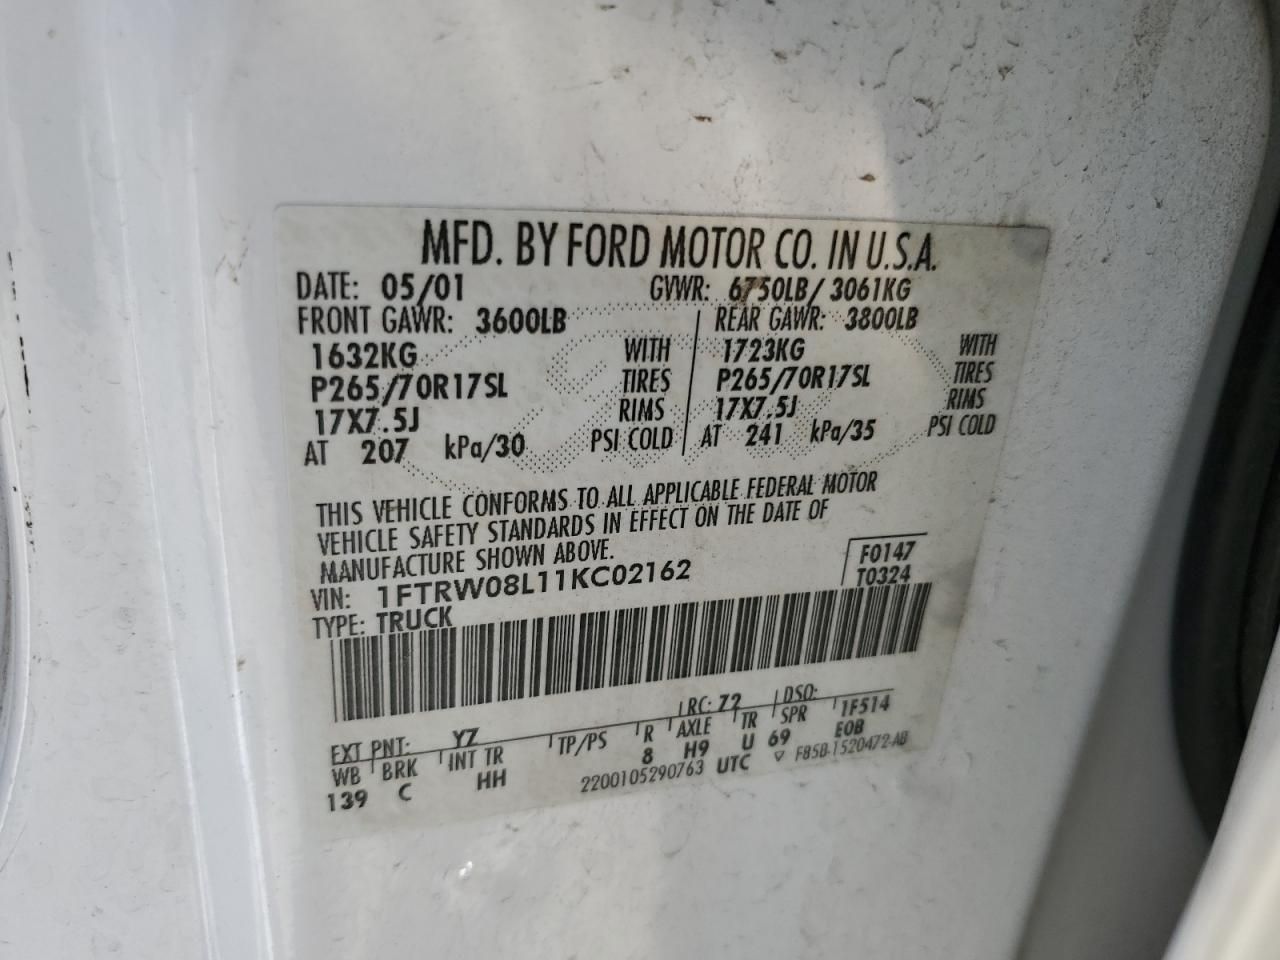 MFD. BY FORD MOTOR CO. IN U.S.A.
DATE: 05/01 GVWR: 6750LB/ 3061KG
FRONT GAWR: 3600LB REAR GAWR: 3800LB
1632KG WITH 1723KG WITH
P265/70R17SL TIRES P265/70R17SL TIRES
17X7.5J RIMS 17X7.5J RIMS
AT 207 kPa/30 PSI COLD AT 241 kPa/35 PSI COLD
THIS VEHICLE CONFORMS TO ALL APPLICABLE FEDERAL MOTOR
VEHICLE SAFETY STANDARDS IN EFFECT ON THE DATE OF
MANUFACTURE SHOWN ABOVE.
F0147
VIN: 1FTRW08L11KC02162 T0324
TYPE: TRUCK
EXT PNT: YZ RC: 72 DSO:
WB BRK INT TR TP/PS R AXLE TR SPR 1F514
139 C HH 8 H9 U 69 E0B
2200105290763 UTC ▽ F85B-1520472-AB